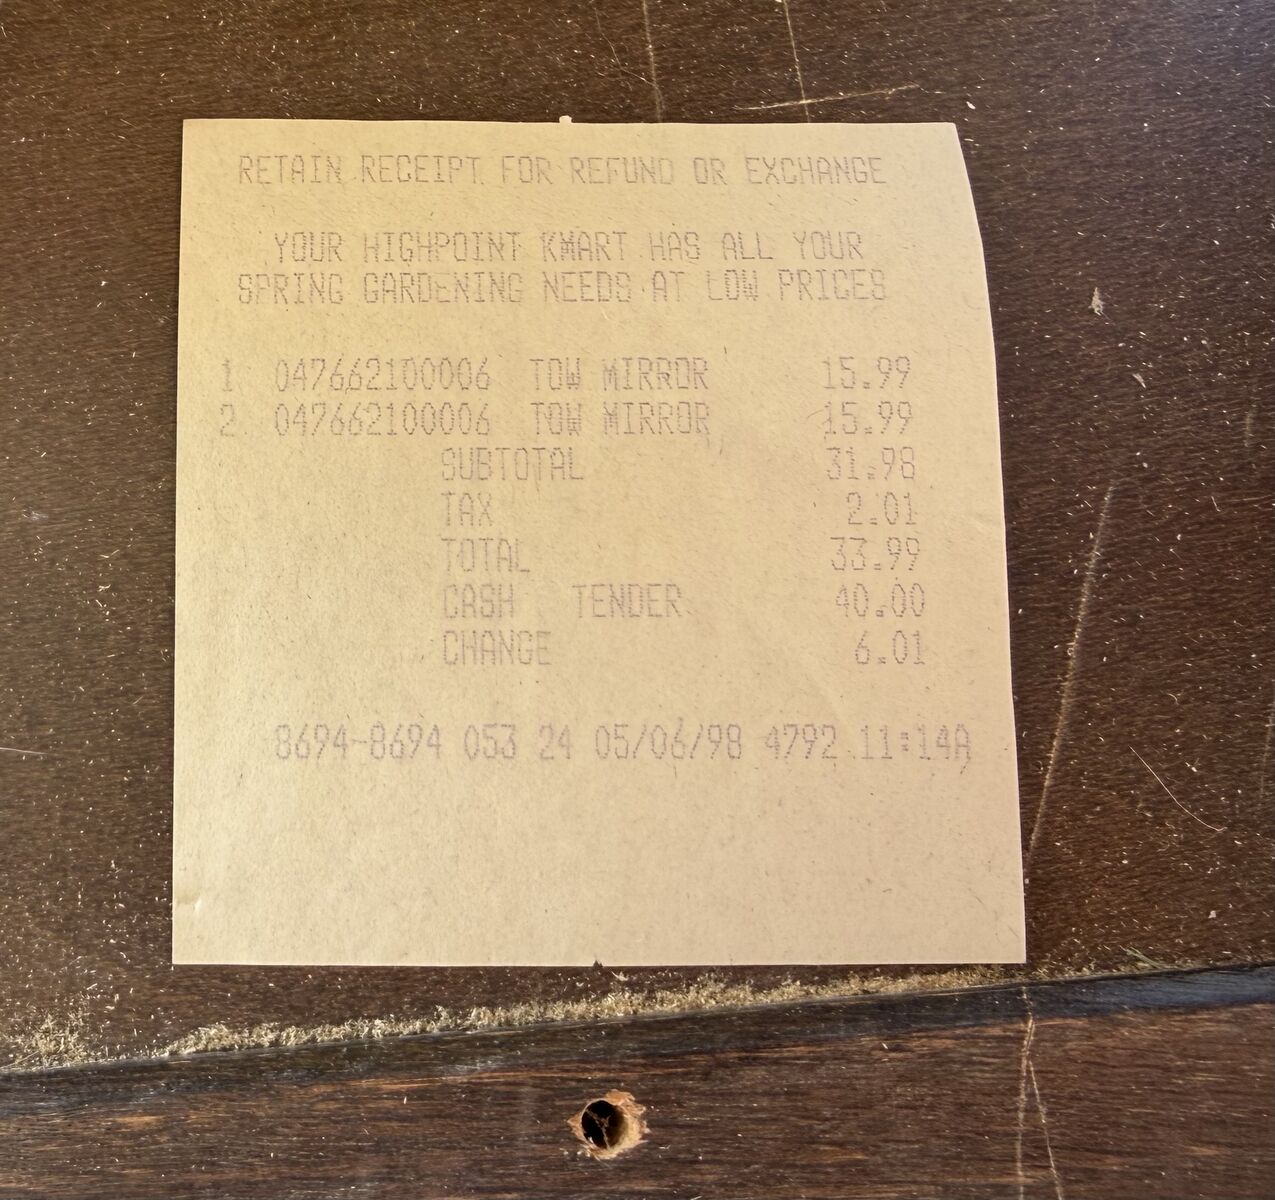 RETAIN RECEIPT FOR REFUND OR EXCHANGE
YOUR HIGHPOINT KMART HAS ALL YOUR
SPRING GARDENING NEEDS AT LOW PRICES
1 047662100006 TOW MIRROR 15.99
2 047662100006 TOW MIRROR 15.99
SUBTOTAL 31.98
TAX 2.01
TOTAL 33.99
CASH TENDER 40.00
CHANGE 6.01
8694-8694 053 24 05/06/98 4792 11:14A